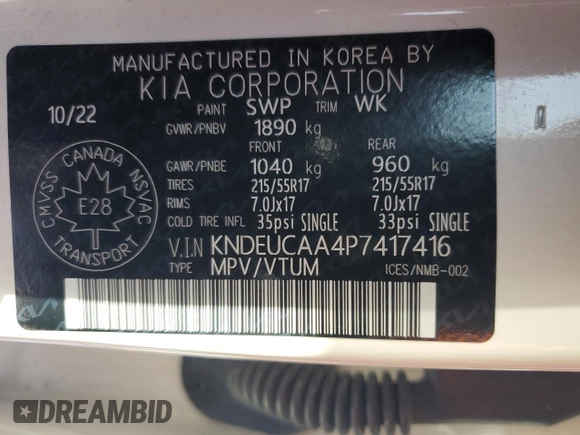 MANUFACTURED IN KOREA BY
KIA CORPORATION
10/22 PAINT SWP TRIM WK
GVWR/PNBV 1890 kg
FRONT REAR
GAWR/PNBE 1040 kg 960 kg
TIRES 215/55R17 215/55R17
RIMS 7.0Jx17 7.0Jx17
COLD TIRE INFL 35psi SINGLE 33psi SINGLE
V.I.N KNDEUCAA4P7417416
TYPE MPV/VTUM ICES/NMB-002
CMVSS CANADA NSVAC
E28
TRANSPORT
DREAMBID